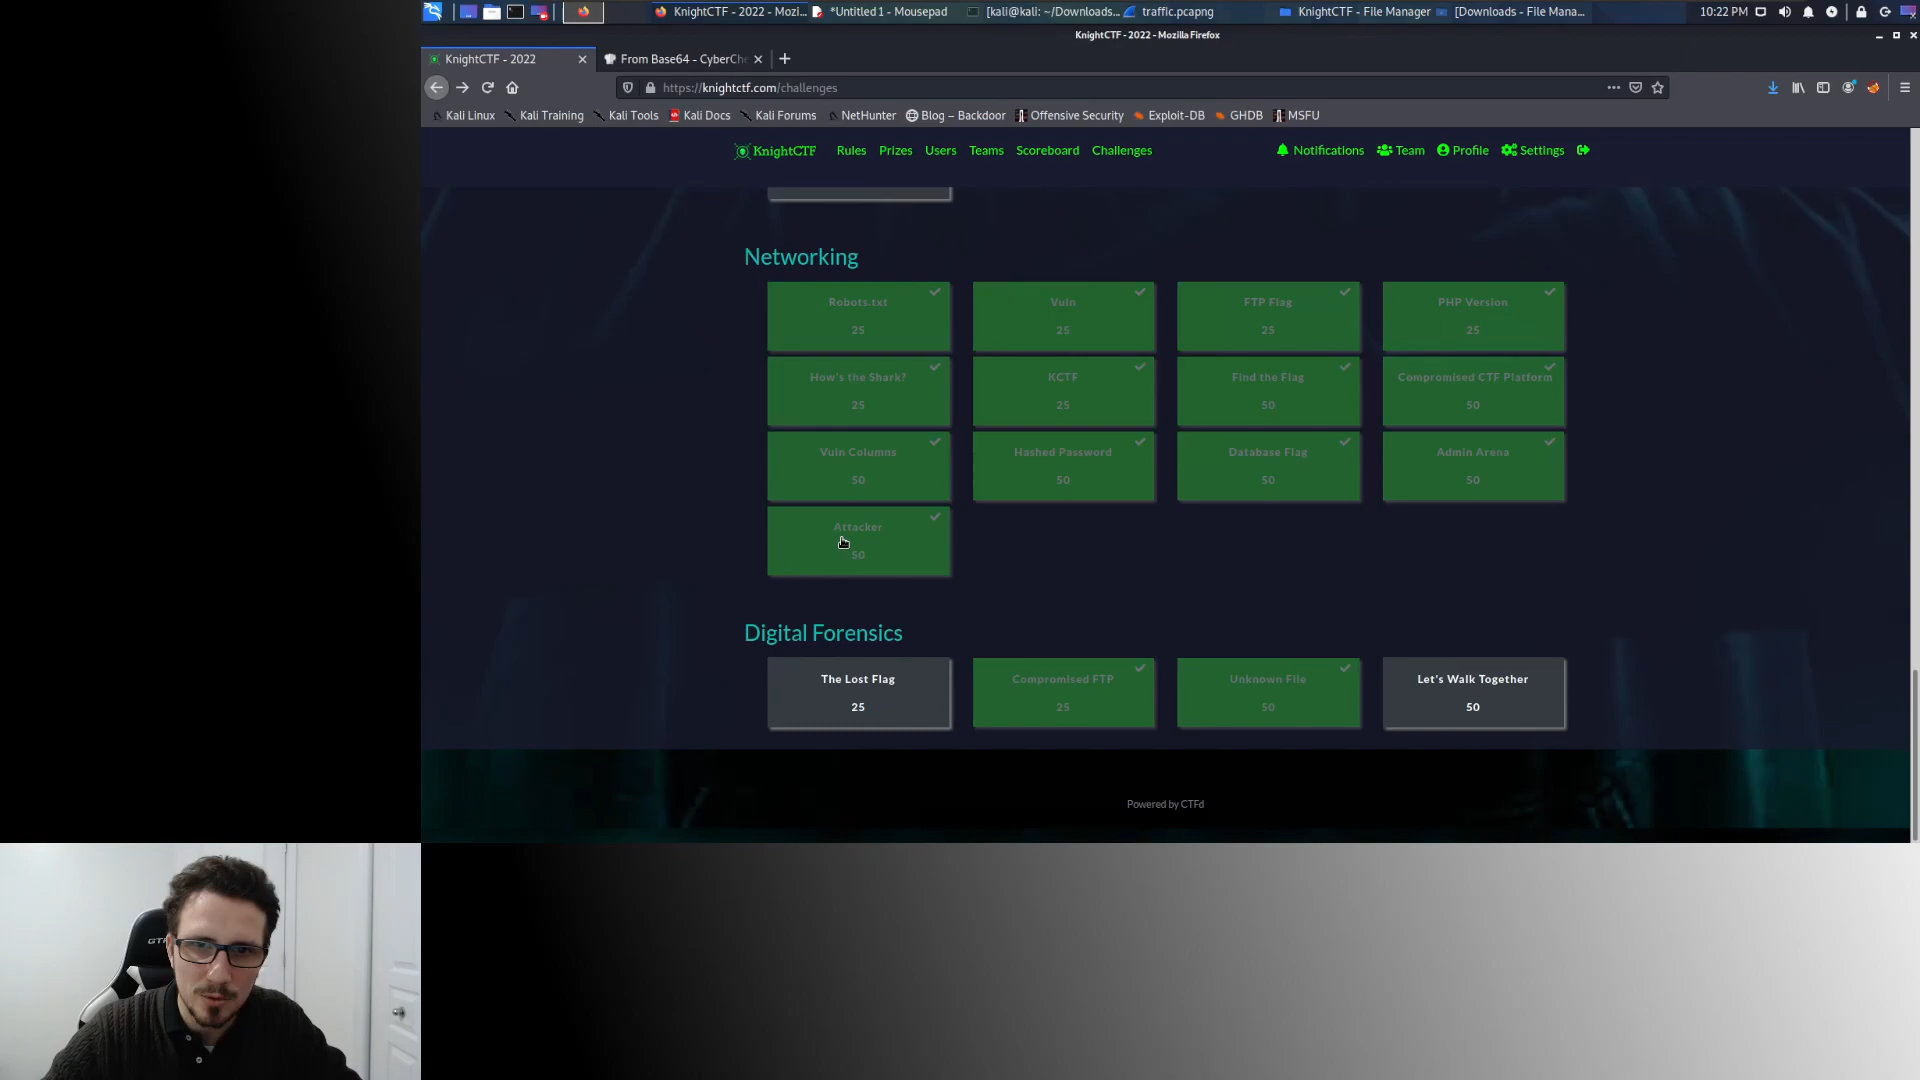 KnightCTF - 2022 - Mozi...
*Untitled 1 - Mousepad
[kali@kali: ~/Downloads...
traffic.pcapng
KnightCTF - File Manager
[Downloads - File Mana...
10:22 PM
KnightCTF - 2022 - Mozilla Firefox
KnightCTF - 2022
From Base64 - CyberChe
https://knightctf.com/challenges
Kali Linux
Kali Training
Kali Tools
Kali Docs
Kali Forums
NetHunter
Blog – Backdoor
Offensive Security
Exploit-DB
GHDB
MSFU
KnightCTF
Rules
Prizes
Users
Teams
Scoreboard
Challenges
Notifications
Team
Profile
Settings
Networking
Robots.txt
25
Vuln
25
FTP Flag
25
PHP Version
25
How's the Shark?
25
KCTF
25
Find the Flag
50
Compromised CTF Platform
50
Vuln Columns
50
Hashed Password
50
Database Flag
50
Admin Arena
50
Attacker
50
Digital Forensics
The Lost Flag
25
Compromised FTP
25
Unknown File
50
Let's Walk Together
50
Powered by CTFd